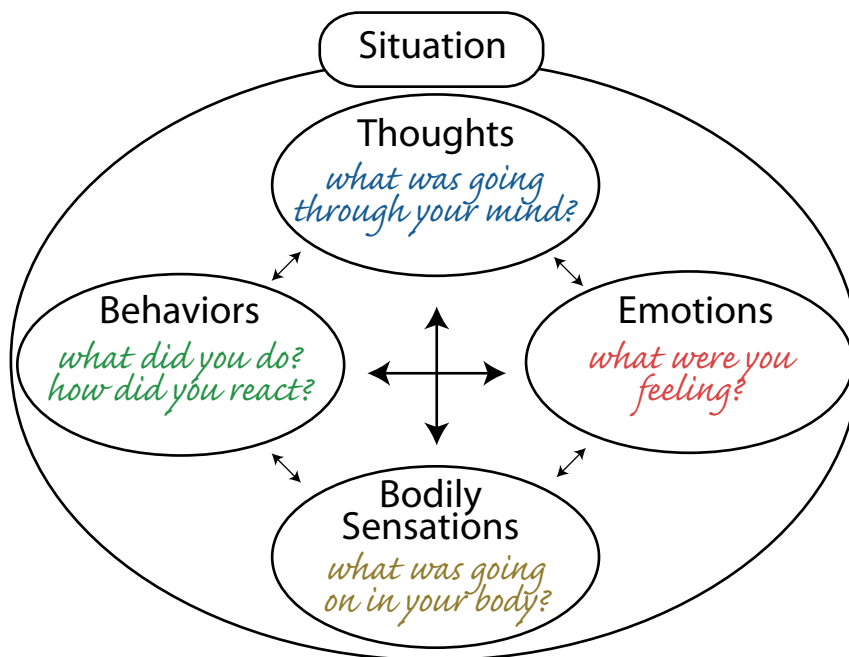 Situation
Thoughts
what was going
through your mind?
Behaviors
what did you do?
how did you react?
Emotions
what were you
feeling?
Bodily
Sensations
what was going
on in your body?